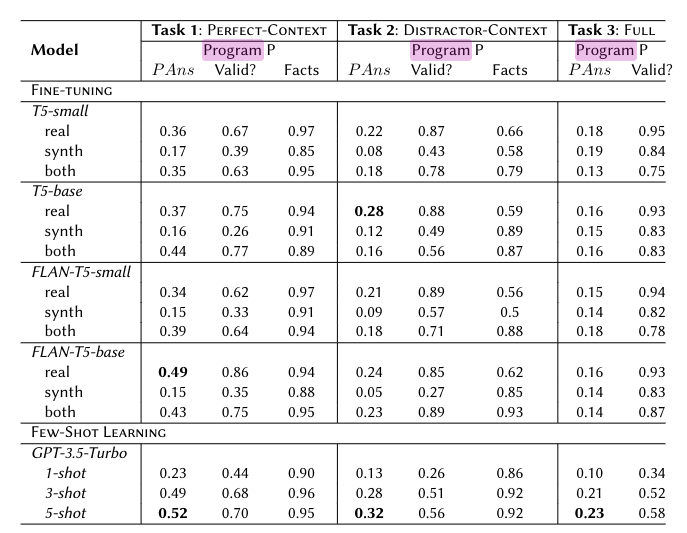 Task 1: PERFECT-CONTEXT Task 2: DISTRACTOR-CONTEXT Task 3: FULL
Model Program P Program P Program P
PAns Valid? Facts PAns Valid? Facts PAns Valid?
FINE-TUNING
T5-small
real 0.36 0.67 0.97 0.22 0.87 0.66 0.18 0.95
synth 0.17 0.39 0.85 0.08 0.43 0.58 0.19 0.84
both 0.35 0.63 0.95 0.18 0.78 0.79 0.13 0.75
T5-base
real 0.37 0.75 0.94 0.28 0.88 0.59 0.16 0.93
synth 0.16 0.26 0.91 0.12 0.49 0.89 0.15 0.83
both 0.44 0.77 0.89 0.16 0.56 0.87 0.16 0.83
FLAN-T5-small
real 0.34 0.62 0.97 0.21 0.89 0.56 0.15 0.94
synth 0.15 0.33 0.91 0.09 0.57 0.5 0.14 0.82
both 0.39 0.64 0.94 0.18 0.71 0.88 0.18 0.78
FLAN-T5-base
real 0.49 0.86 0.94 0.24 0.85 0.62 0.16 0.93
synth 0.15 0.35 0.88 0.05 0.27 0.85 0.14 0.83
both 0.43 0.75 0.95 0.23 0.89 0.93 0.14 0.87
FEW-SHOT LEARNING
GPT-3.5-Turbo
1-shot 0.23 0.44 0.90 0.13 0.26 0.86 0.10 0.34
3-shot 0.49 0.68 0.96 0.28 0.51 0.92 0.21 0.52
5-shot 0.52 0.70 0.95 0.32 0.56 0.92 0.23 0.58